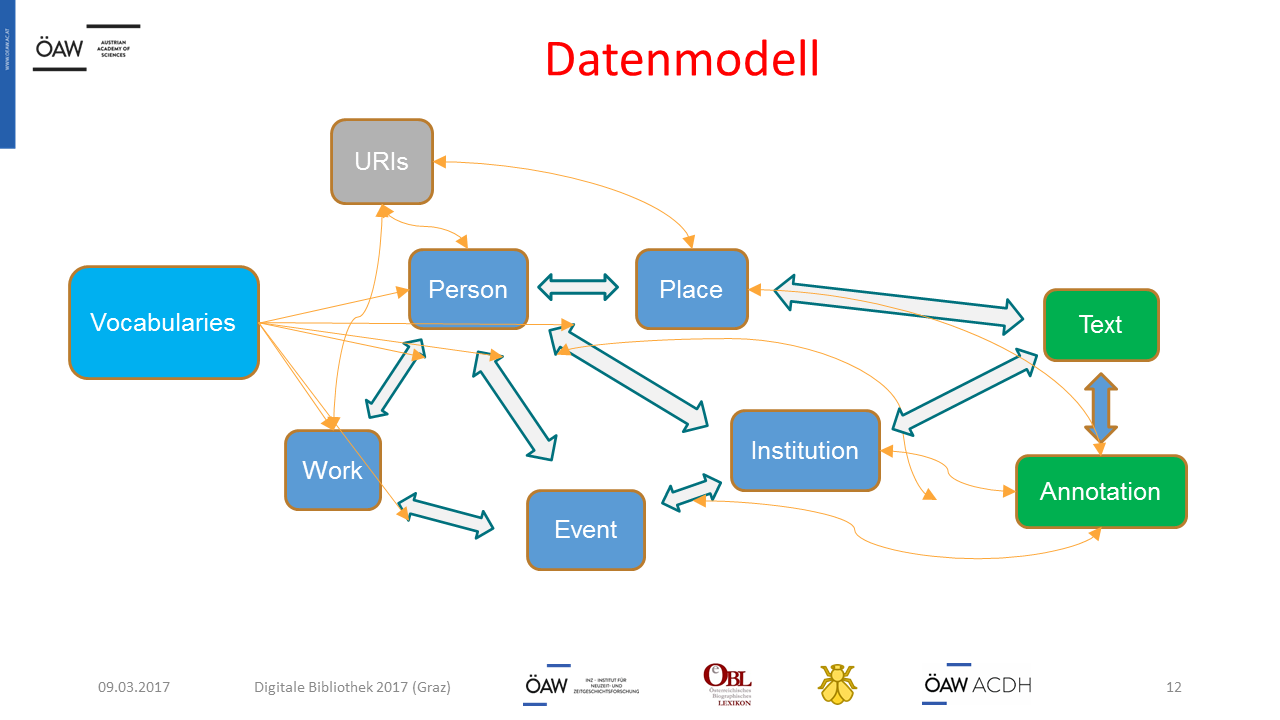 WWW.OEAW.AC.AT
ÖAW
AUSTRIAN
ACADEMY OF
SCIENCES
Datenmodell
URIs
Person
Place
Vocabularies
Text
Work
Institution
Annotation
Event
09.03.2017
Digitale Bibliothek 2017 (Graz)
ÖAW
INZ - INSTITUT FÜR
NEUZEIT- UND
ZEITGESCHICHTSFORSCHUNG
eÖBL
Österreichisches
Biographisches
LEXIKON
ÖAW ACDH
12